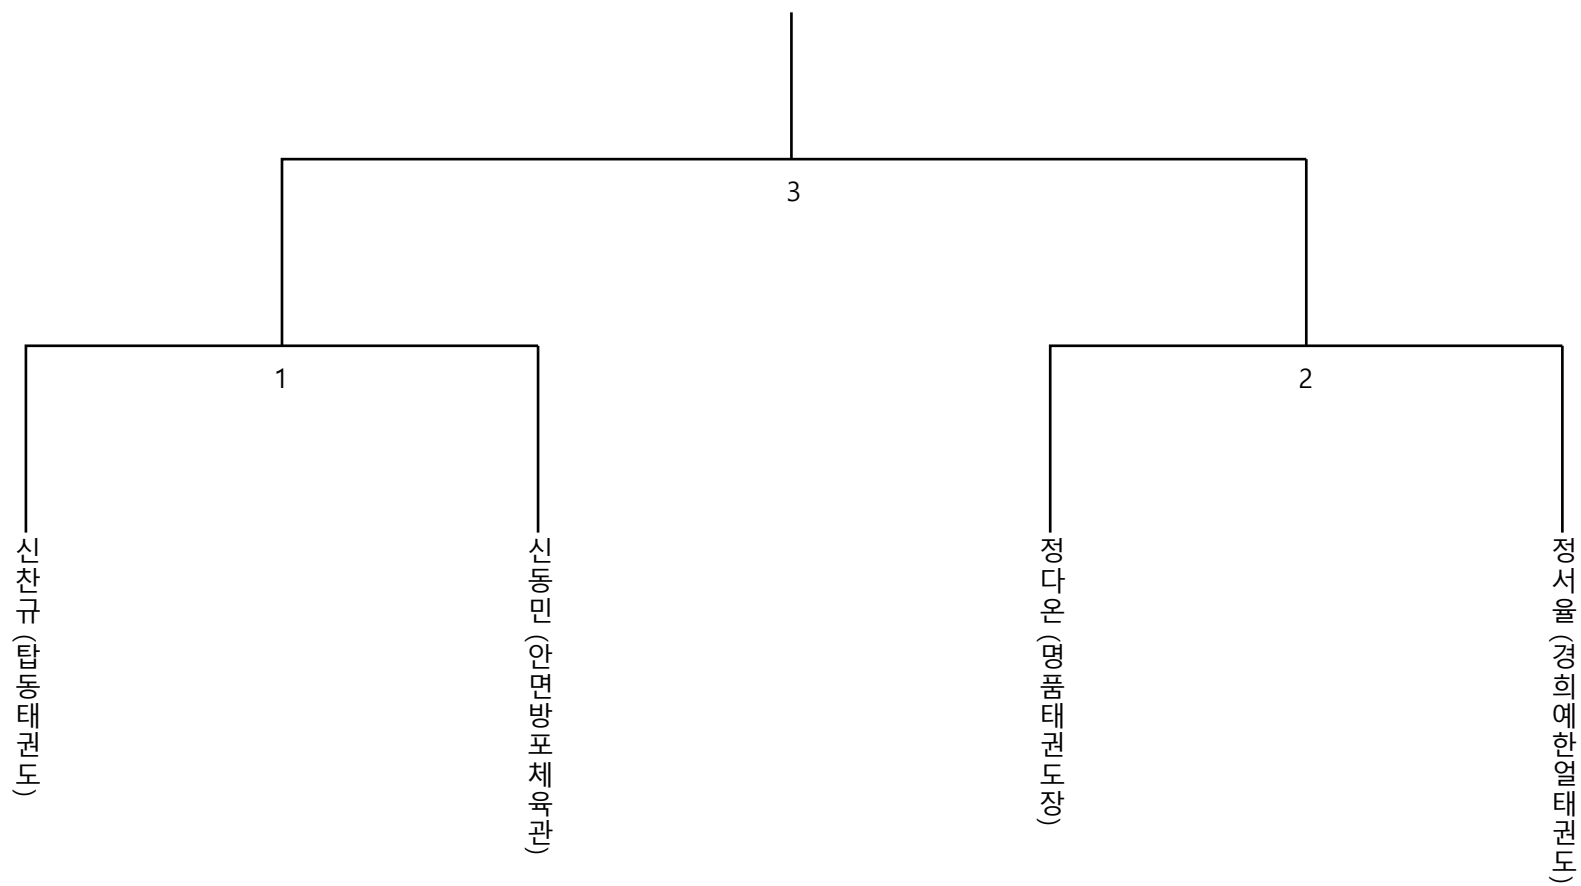 3
1
2
신찬규 (탑동태권도)
신동민 (안면방포체육관)
정다온 (명품태권도장)
정서율 (경희예한얼태권도)